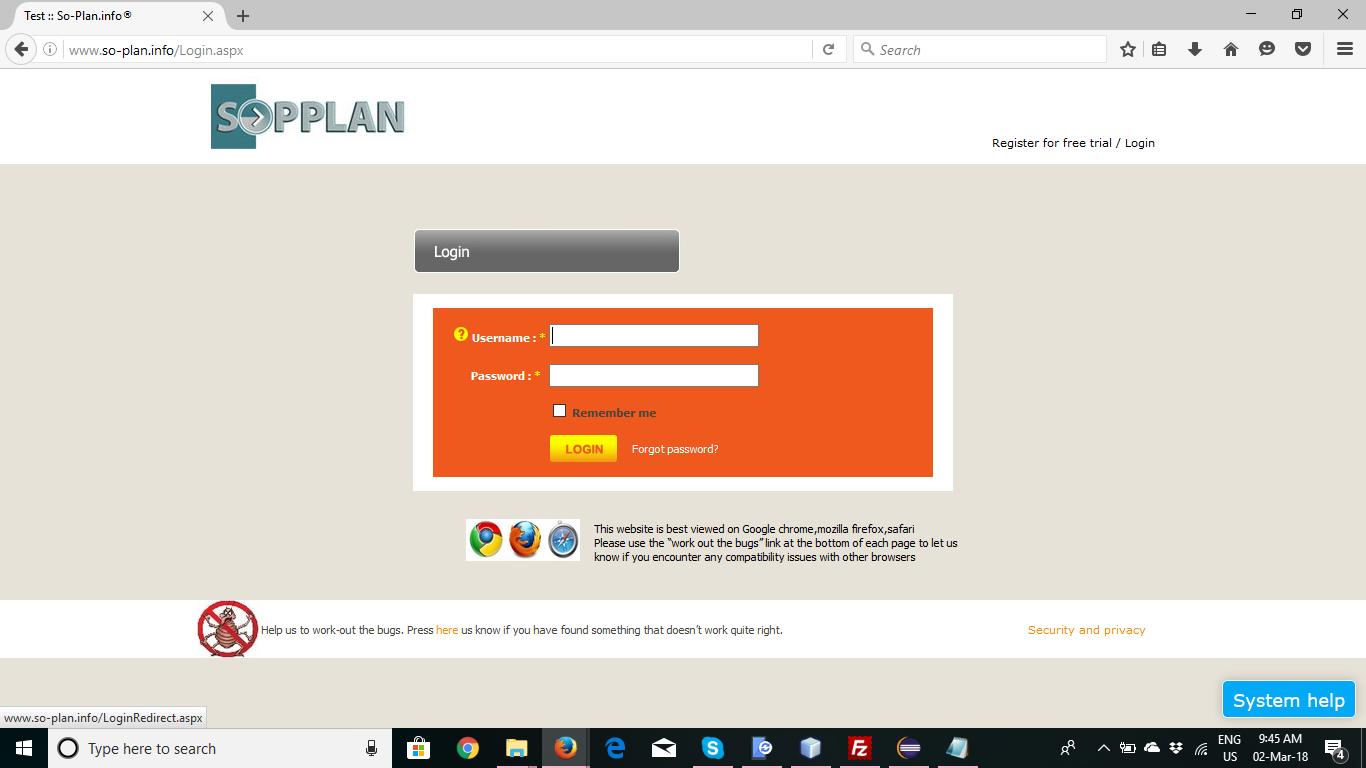 Test :: So-Plan.info®
www.so-plan.info/Login.aspx
Search
SOPPLAN
Register for free trial / Login
Login
? Username : *
Password : *
Remember me
LOGIN Forgot password?
This website is best viewed on Google chrome,mozilla firefox,safari
Please use the “work out the bugs” link at the bottom of each page to let us
know if you encounter any compatibility issues with other browsers
Help us to work-out the bugs. Press here us know if you have found something that doesn’t work quite right.
Security and privacy
System help
www.so-plan.info/LoginRedirect.aspx
Type here to search
ENG
US
9:45 AM
02-Mar-18
4